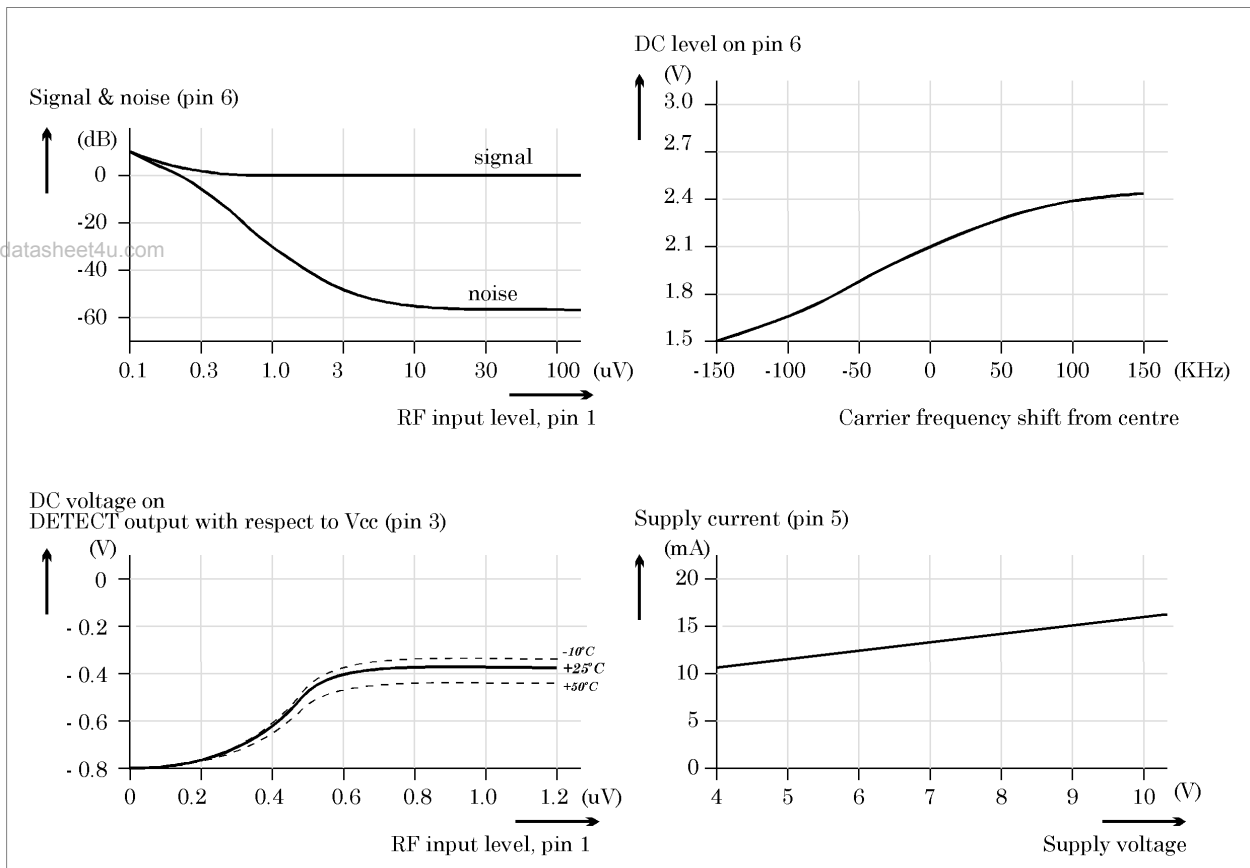 Signal & noise (pin 6)
(dB)
0
-20
-40
-60
signal
noise
0.1 0.3 1.0 3 10 30 100 (uV)
RF input level, pin 1
datasheet4u.com
DC level on pin 6
(V)
3.0
2.7
2.4
2.1
1.8
1.5
-150 -100 -50 0 50 100 150 (KHz)
Carrier frequency shift from centre
DC voltage on
DETECT output with respect to Vcc (pin 3)
(V)
0
- 0.2
- 0.4
- 0.6
- 0.8
-10°C
+25°C
+50°C
0 0.2 0.4 0.6 0.8 1.0 1.2 (uV)
RF input level, pin 1
Supply current (pin 5)
(mA)
20
15
10
5
0
4 5 6 7 8 9 10 (V)
Supply voltage